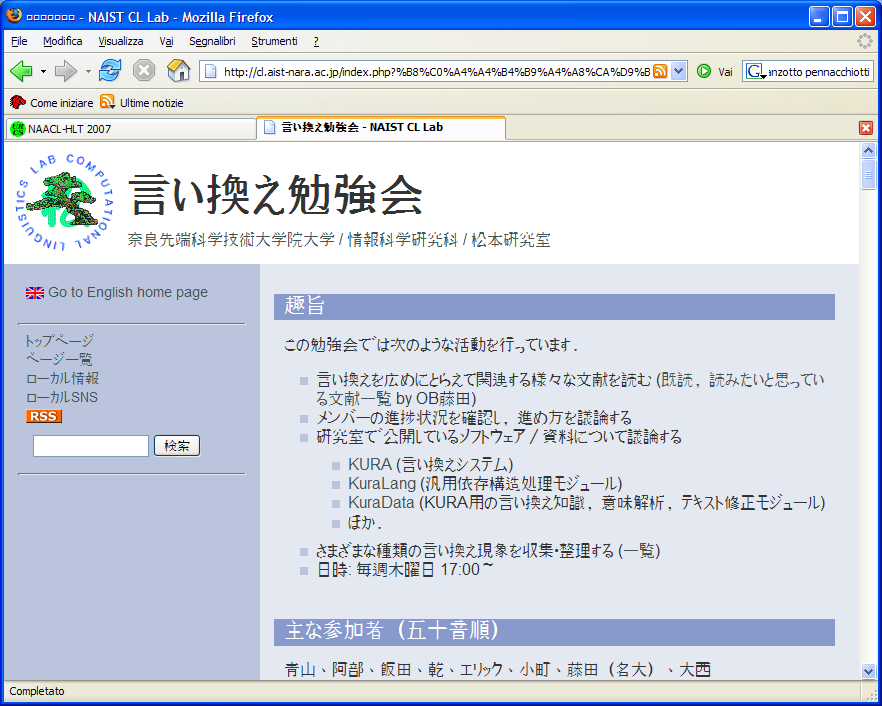 - NAIST CL Lab - Mozilla Firefox
File Modifica Visualizza Vai Segnalibri Strumenti ?
http://cl.aist-nara.ac.jp/index.php?%B8%C0%A4%A4%B4%B9%A4%A8%CA%D9%B Vai G anzotto pennacchiotti
Come iniziare Ultime notizie
NAACL-HLT 2007 言い換え勉強会 - NAIST CL Lab
COMPUTATIONAL LINGUISTICS LAB
言い換え勉強会
奈良先端科学技術大学院大学 / 情報科学研究科 / 松本研究室
Go to English home page
トップページ
ページ一覧
ローカル情報
ローカルSNS
RSS
検索
趣旨
この勉強会では次のような活動を行っています.
言い換えを広めにとらえて関連する様々な文献を読む (既読, 読みたいと思ってい
る文献一覧 by OB藤田)
メンバーの進捗状況を確認し, 進め方を議論する
研究室で公開しているソフトウェア / 資料について議論する
KURA (言い換えシステム)
KuraLang (汎用依存構造処理モジュール)
KuraData (KURA用の言い換え知識, 意味解析, テキスト修正モジュール)
ほか.
さまざまな種類の言い換え現象を収集・整理する (一覧)
日時: 毎週木曜日 17:00~
主な参加者（五十音順）
青山、阿部、飯田、乾、エリック、小町、藤田（名大）、大西
Completato